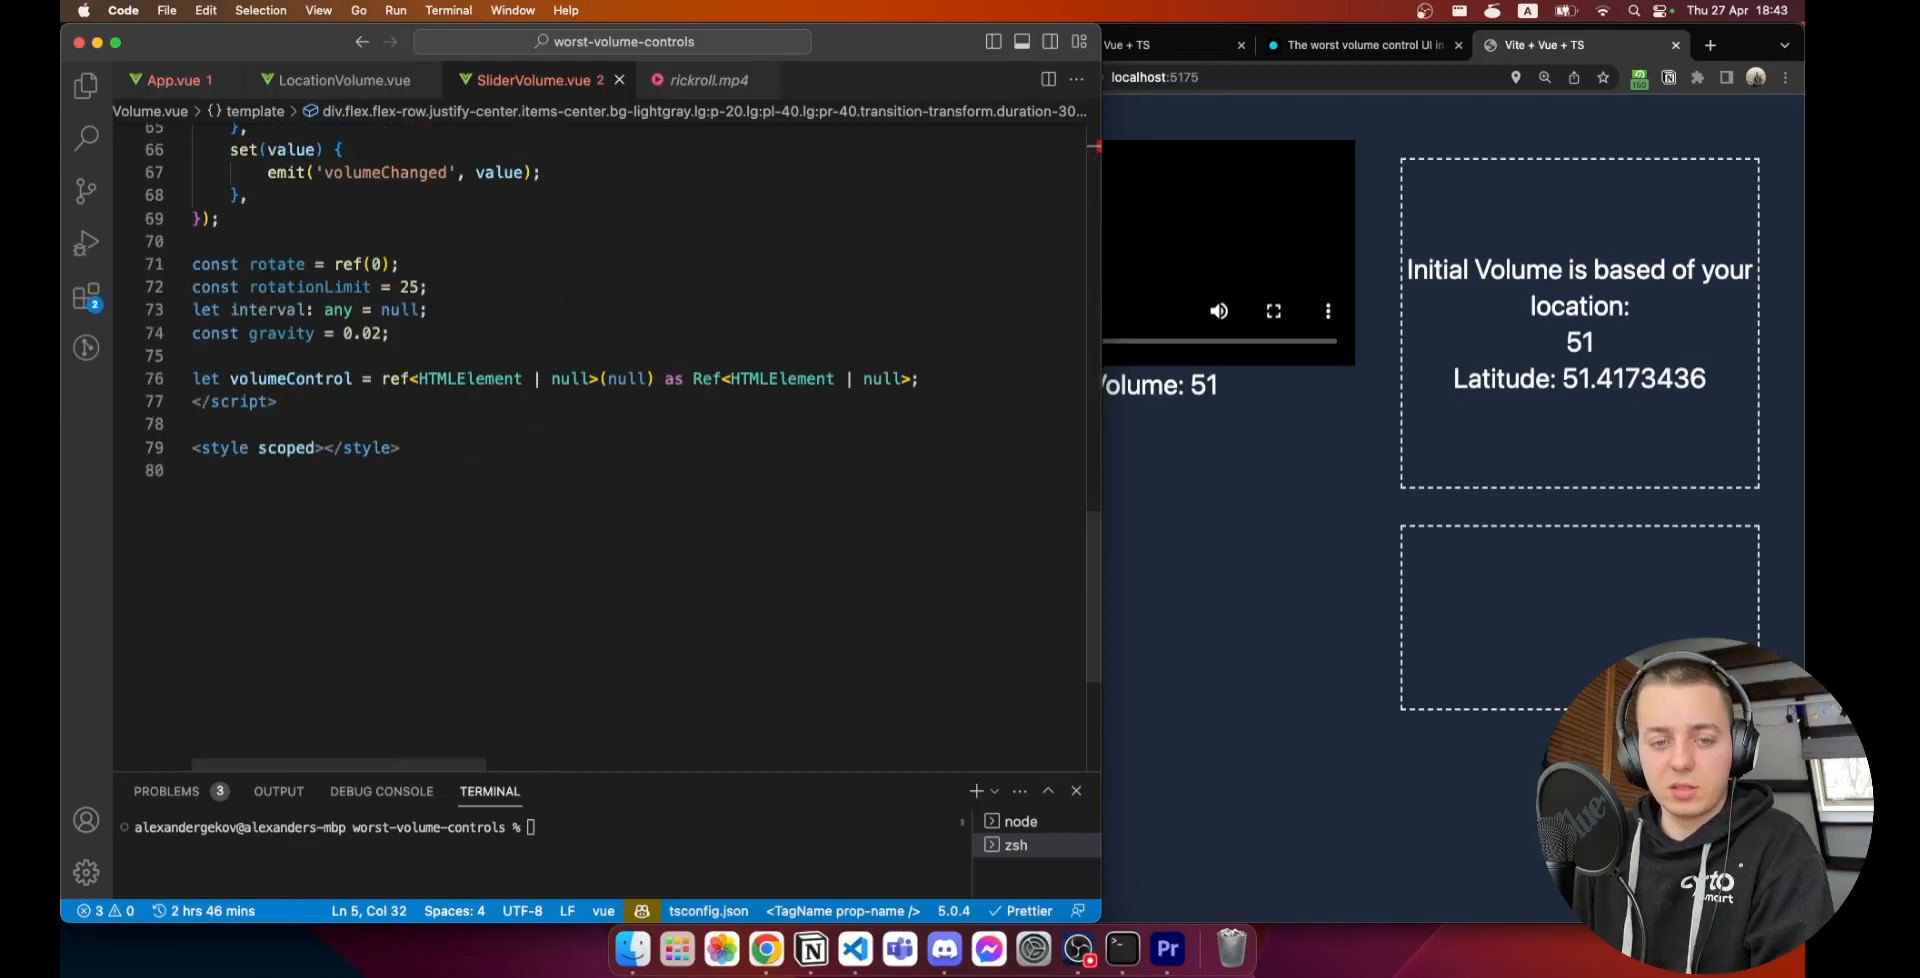 Code File Edit Selection View Go Run Terminal Window Help
A
Thu 27 Apr 18:43
worst-volume-controls
App.vue 1
LocationVolume.vue
SliderVolume.vue 2
rickroll.mp4
Volume.vue > {} template > div.flex.flex-row.justify-center.items-center.bg-lightgray.lg:p-20.lg:pl-40.lg:pr-40.transition-transform.duration-30...
65 },
66 set(value) {
67 emit('volumeChanged', value);
68 },
69 });
70
71 const rotate = ref(0);
72 const rotationLimit = 25;
73 let interval: any = null;
74 const gravity = 0.02;
75
76 let volumeControl = ref<HTMLElement | null>(null) as Ref<HTMLElement | null>;
77 </script>
78
79 <style scoped></style>
80
2
PROBLEMS 3 OUTPUT DEBUG CONSOLE TERMINAL
alexandergekov@alexanders-mbp worst-volume-controls %
node
zsh
3 0 2 hrs 46 mins Ln 5, Col 32 Spaces: 4 UTF-8 LF vue tsconfig.json <TagName prop-name /> 5.0.4 Prettier
Vue + TS
The worst volume control UI in
Vite + Vue + TS
localhost:5175
160
olume: 51
Initial Volume is based of your
location:
51
Latitude: 51.4173436
Blue
smart
Pr